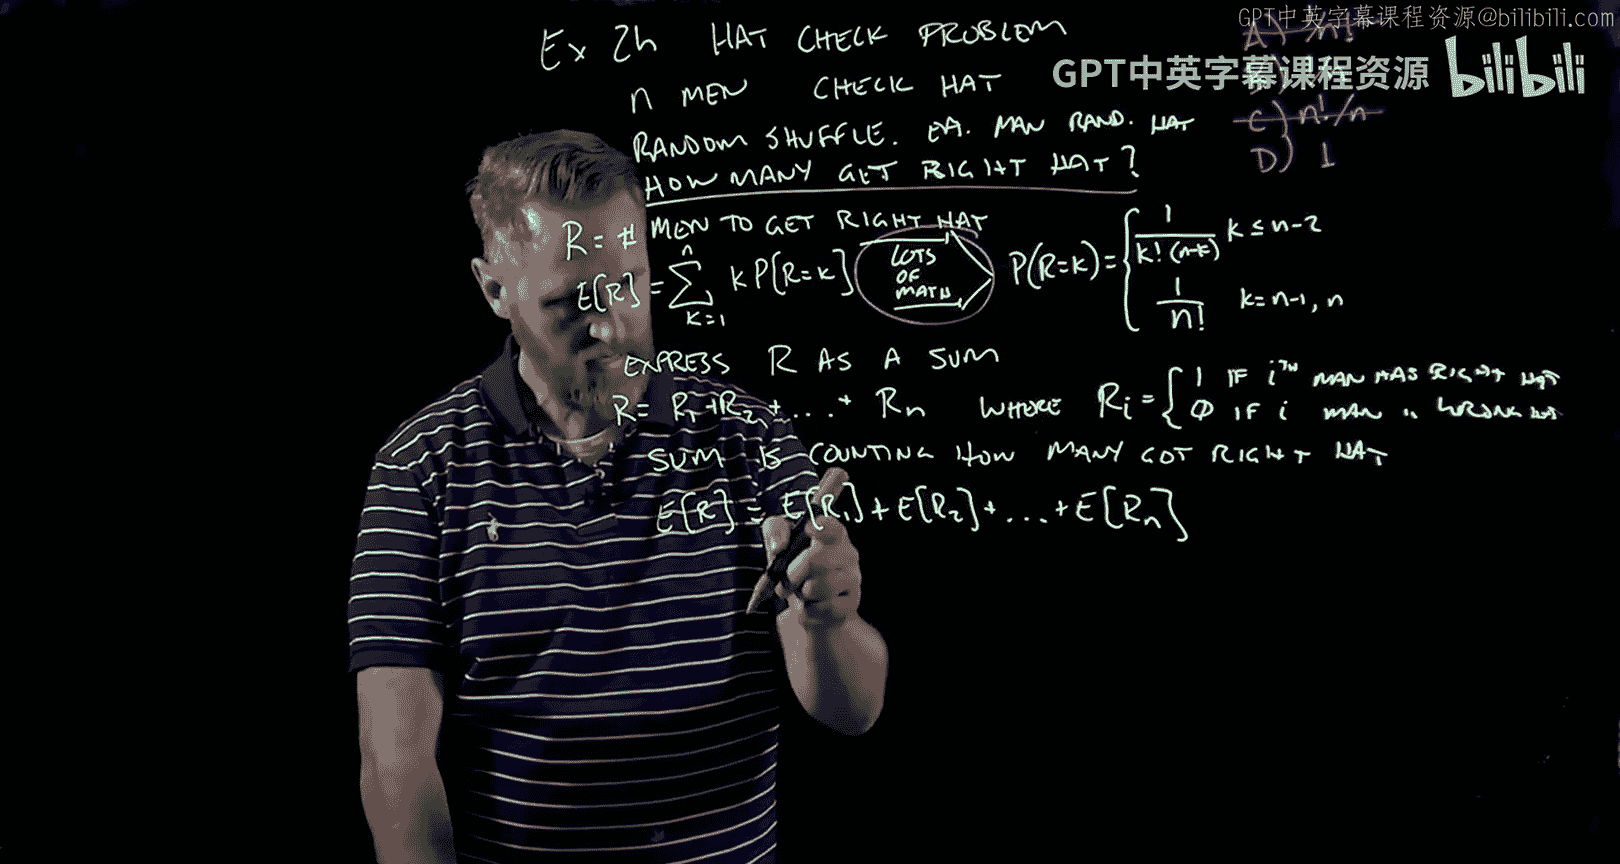 GPT中英字幕课程资源@bilibili.com
GPT中英字幕课程资源 bilibili
Ex 2h HAT CHECK PROBLEM
n MEN CHECK HAT
RANDOM SHUFFLE. EA. MAN RAND. HAT
HOW MANY GET RIGHT HAT?
A) n!
C) n!/n
D) 1
R = # MEN TO GET RIGHT HAT
E[R] = n∑k=1 k P[R=k] LOTS OF MATH P(R=k) = { 1/k!(n-k) k ≤ n-2
1/n! k = n-1, n
EXPRESS R AS A SUM
R = R1 + R2 + ... + Rn WHERE Ri = { 1 IF iTH MAN HAS RIGHT HAT
0 IF i MAN WRONG HAT
SUM IS COUNTING HOW MANY GOT RIGHT HAT
E[R] = E[R1] + E[R2] + ... + E[Rn]